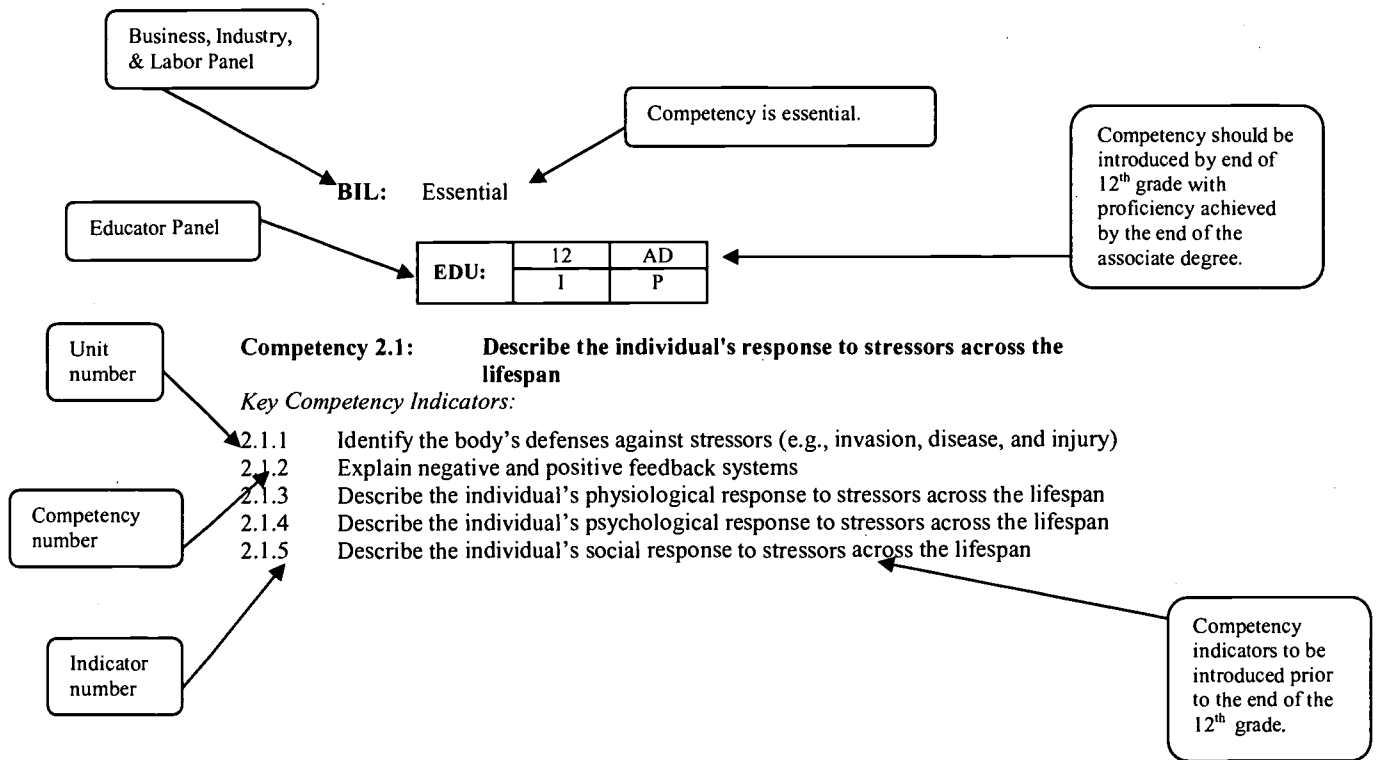 Business, Industry,
& Labor Panel
Competency is essential.
Competency should be
introduced by end of
12th grade with
proficiency achieved
by the end of the
associate degree.
BIL: Essential
Educator Panel
EDU: 12 AD
I P
Unit
number
Competency 2.1: Describe the individual's response to stressors across the
lifespan
Key Competency Indicators:
2.1.1 Identify the body's defenses against stressors (e.g., invasion, disease, and injury)
2.1.2 Explain negative and positive feedback systems
2.1.3 Describe the individual's physiological response to stressors across the lifespan
2.1.4 Describe the individual's psychological response to stressors across the lifespan
2.1.5 Describe the individual's social response to stressors across the lifespan
Competency
number
Indicator
number
Competency
indicators to be
introduced prior
to the end of the
12th grade.